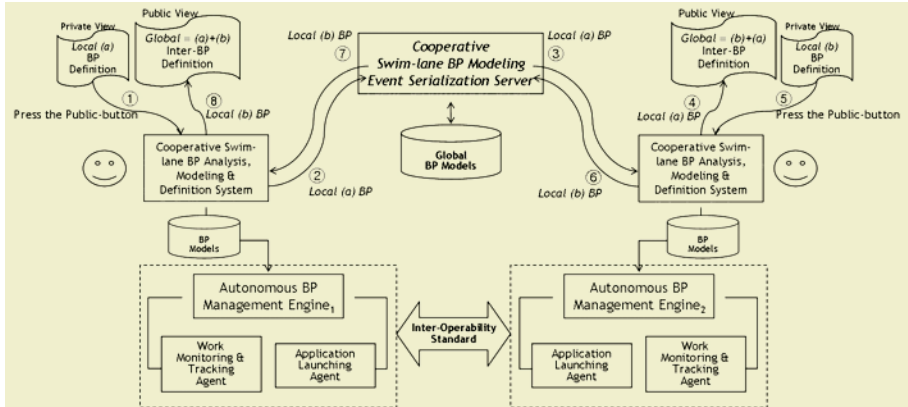 Private View
Local (a)
BP
Definition
Public View
Global = (a)+(b)
Inter-BP
Definition
①
Press the Public-button
⑧
Local (b) BP
Cooperative Swim-
lane BP Analysis,
Modeling &
Definition System
BP
Models
Local (b) BP
⑦
②
Local (a) BP
Cooperative
Swim-lane BP Modeling
Event Serialization Server
Global
BP Models
Local (a) BP
③
⑥
Local (b) BP
Public View
Global = (b)+(a)
Inter-BP
Definition
Private View
Local (b)
BP
Definition
④
Local (a) BP
⑤
Press the Public-button
Cooperative Swim-
lane BP Analysis,
Modeling &
Definition System
BP
Models
Autonomous BP
Management Engine1
Work
Monitoring &
Tracking
Agent
Application
Launching
Agent
Inter-Operability
Standard
Autonomous BP
Management Engine2
Application
Launching
Agent
Work
Monitoring &
Tracking
Agent